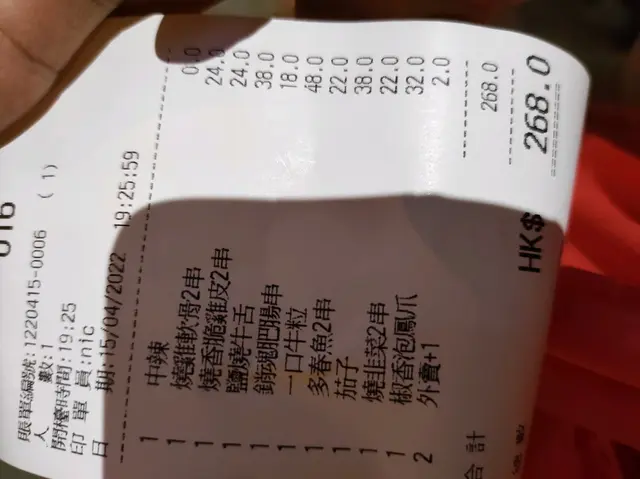 帳單編號:1220415-0006
人 數:1 ( 1)
開檯時間:19:25
印 單 員:nic
日 期:15/04/2022 19:25:59
1 中辣 0.0
1 燒雞軟骨2串 24.0
1 燒香脆雞皮2串 24.0
1 鹽燒牛舌 38.0
1 銷魂肥腸串 18.0
1 一口牛粒 48.0
1 多春魚2串 22.0
1 茄子 38.0
1 燒韭菜2串 22.0
1 椒香泡鳳爪 32.0
2 外賣+1 2.0
合計 268.0
HK$ 268.0